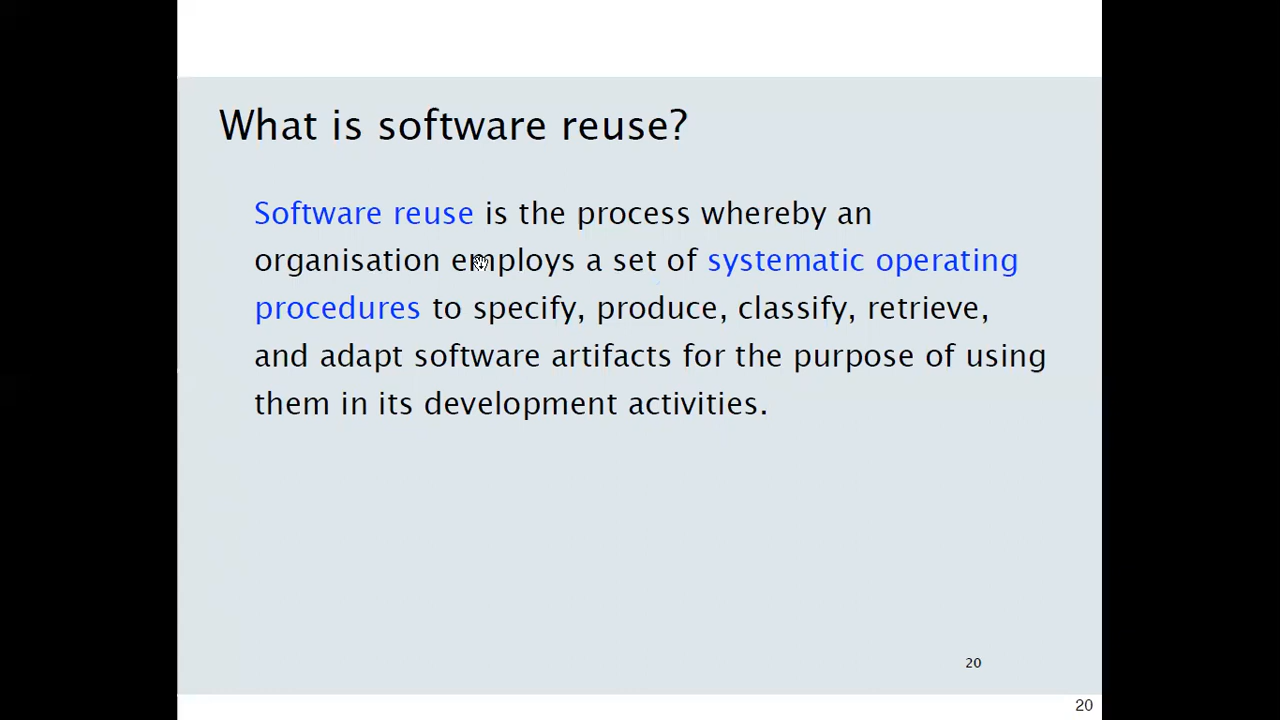 What is software reuse?
Software reuse is the process whereby an
organisation employs a set of systematic operating
procedures to specify, produce, classify, retrieve,
and adapt software artifacts for the purpose of using
them in its development activities.
20
20